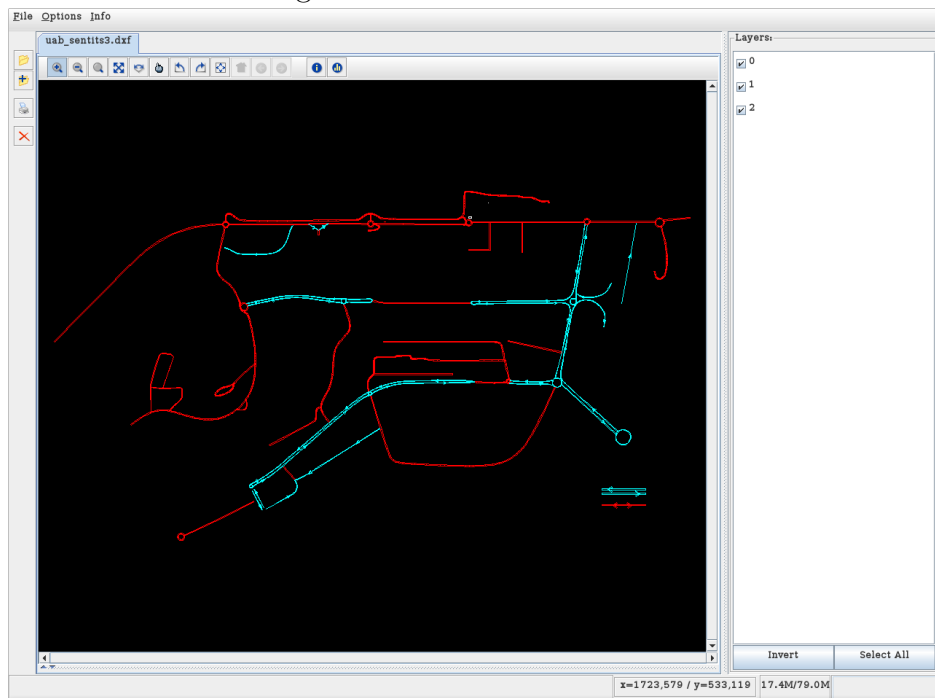 File Options Info
uab_sentits3.dxf
Layers:
0
1
2
Invert Select All
x=1723,579 / y=533,119 17.4M/79.0M